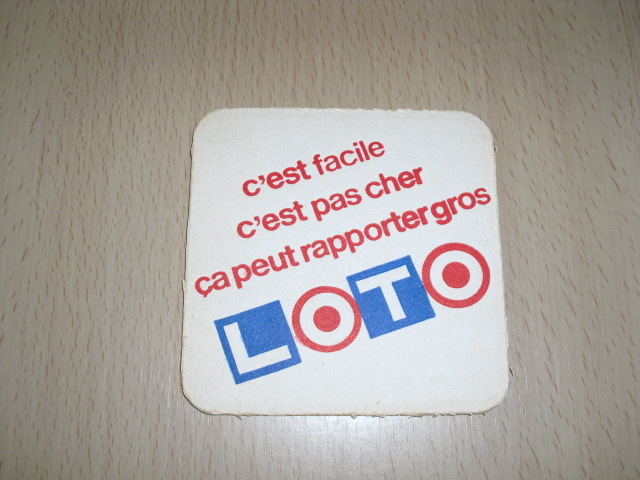 c'est facile
c'est pas cher
ça peut rapporter gros
LOTO